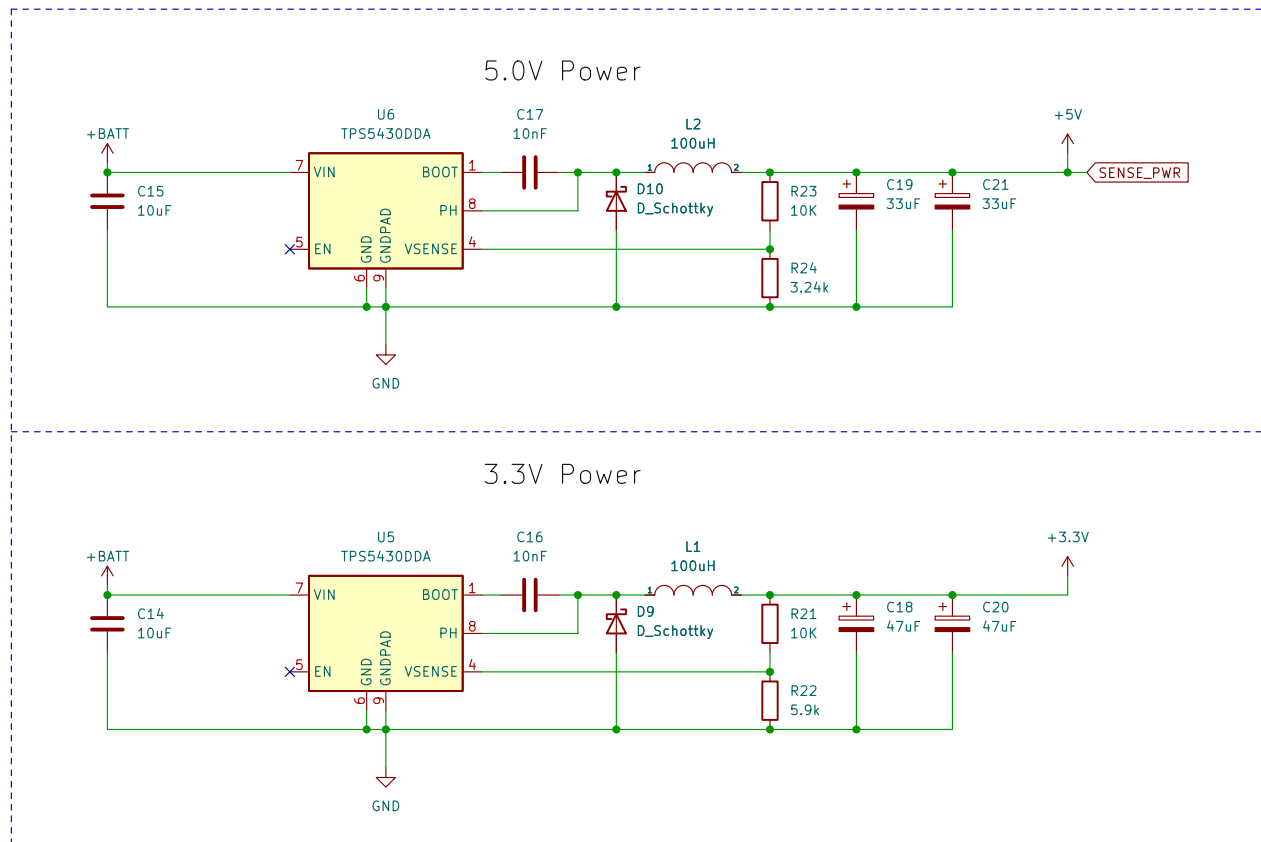 5.0V Power
+BATT
C15
10uF
U6
TPS5430DDA
7
VIN
BOOT
1
PH
8
5
EN
VSENSE
4
GND
GNDPAD
6
9
GND
C17
10nF
D10
D_Schottky
L2
100uH
1
2
R23
10K
R24
3.24k
+
C19
33uF
+
C21
33uF
+5V
SENSE_PWR
3.3V Power
+BATT
C14
10uF
U5
TPS5430DDA
7
VIN
BOOT
1
PH
8
5
EN
VSENSE
4
GND
GNDPAD
6
9
GND
C16
10nF
D9
D_Schottky
L1
100uH
1
2
R21
10K
R22
5.9k
+
C18
47uF
+
C20
47uF
+3.3V